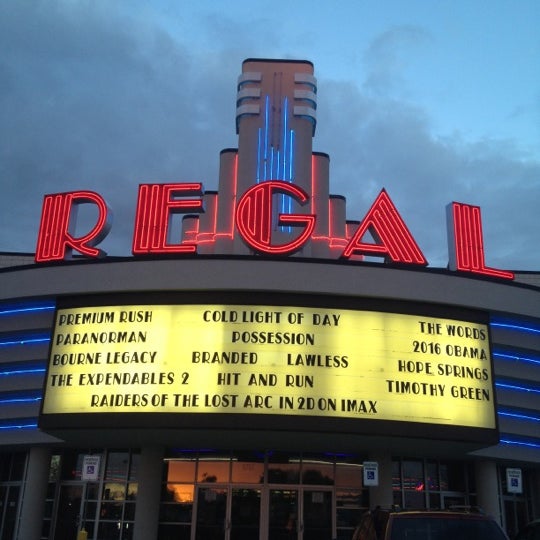 REGAL
PREMIUM RUSH COLD LIGHT OF DAY THE WORDS
PARANORMAN POSSESSION 2016 OBAMA
BOURNE LEGACY BRANDED LAWLESS HOPE SPRINGS
THE EXPENDABLES 2 HIT AND RUN TIMOTHY GREEN
RAIDERS OF THE LOST ARC IN 2D ON IMAX